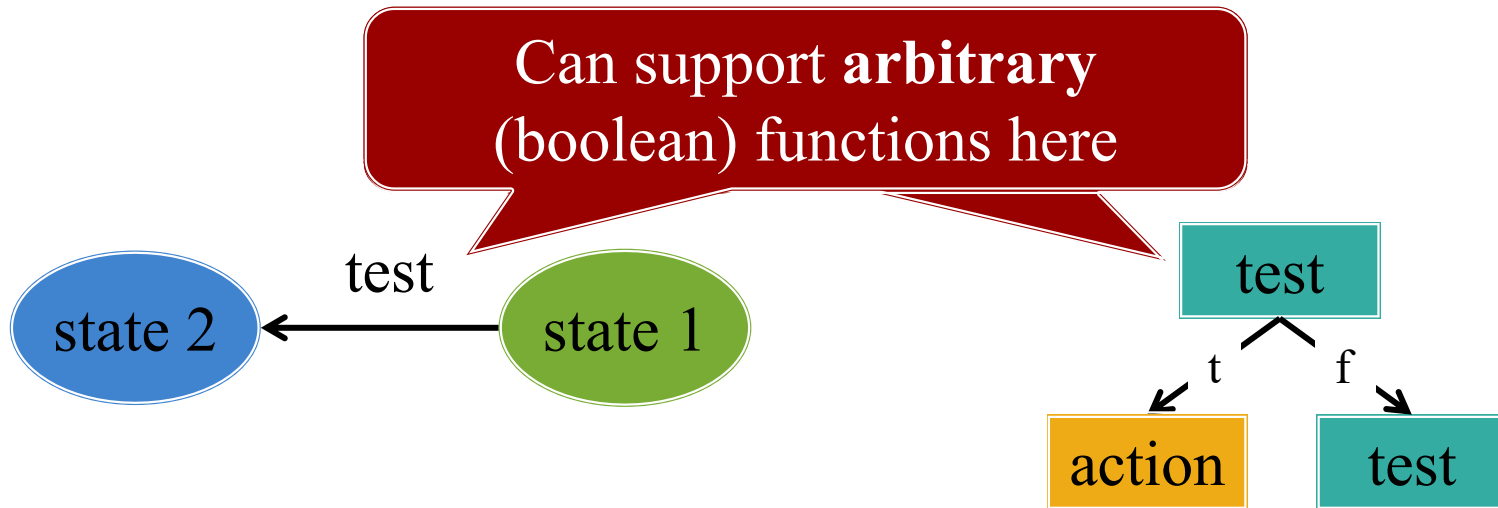 Can support arbitrary
(boolean) functions here
test
state 2
state 1
test
t
f
action
test